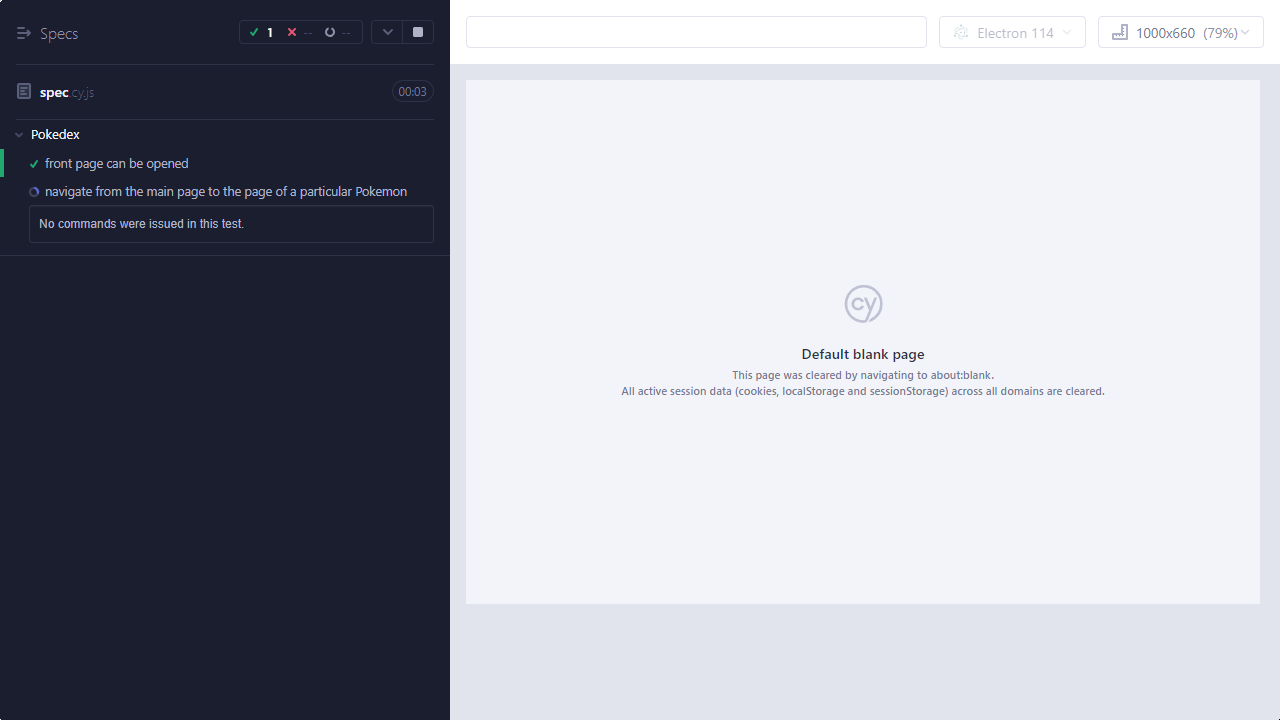 Specs
1
--
--
spec.cy.js
00:03
Pokedex
front page can be opened
navigate from the main page to the page of a particular Pokemon
No commands were issued in this test.
Electron 114
1000x660 (79%)
cy
Default blank page
This page was cleared by navigating to about:blank.
All active session data (cookies, localStorage and sessionStorage) across all domains are cleared.